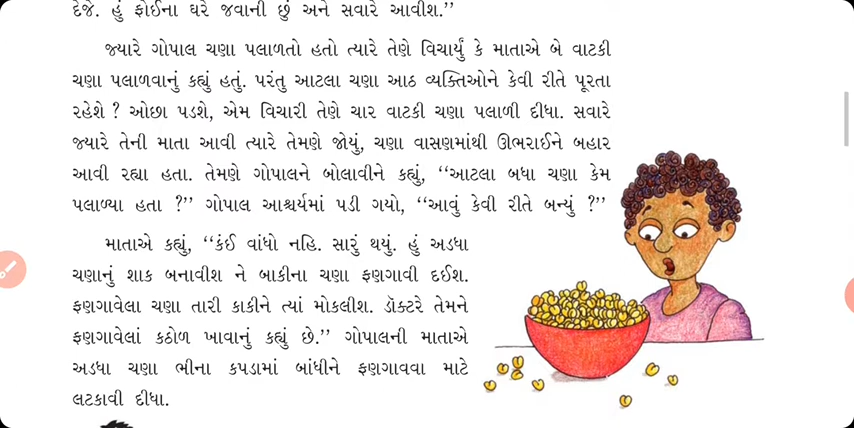 દેજે. હું ફોઈના ઘરે જવાની છું અને સવારે આવીશ.''
જ્યારે ગોપાલ ચણા પલાળતો હતો ત્યારે તેણે વિચાર્યું કે માતાએ બે વાટકી
ચણા પલાળવાનું કહ્યું હતું. પરંતુ આટલા ચણા આઠ વ્યક્તિઓને કેવી રીતે પૂરતા
રહેશે ? ઓછા પડશે, એમ વિચારી તેણે ચાર વાટકી ચણા પલાળી દીધા. સવારે
જ્યારે તેની માતા આવી ત્યારે તેમણે જોયું, ચણા વાસણમાંથી ઊભરાઈને બહાર
આવી રહ્યા હતા. તેમણે ગોપાલને બોલાવીને કહ્યું, ‘‘આટલા બધા ચણા કેમ
પલાળ્યા હતા ?'' ગોપાલ આશ્ચર્યમાં પડી ગયો, ‘‘આવું કેવી રીતે બન્યું ?''
માતાએ કહ્યું, ‘‘કંઈ વાંધો નહિ. સારું થયું. હું અડધા
ચણાનું શાક બનાવીશ ને બાકીના ચણા ફણગાવી દઈશ.
ફણગાવેલા ચણા તારી કાકીને ત્યાં મોકલીશ. ડૉક્ટરે તેમને
ફણગાવેલાં કઠોળ ખાવાનું કહ્યું છે.'' ગોપાલની માતાએ
અડધા ચણા ભીના કપડામાં બાંધીને ફણગાવવા માટે
લટકાવી દીધા.